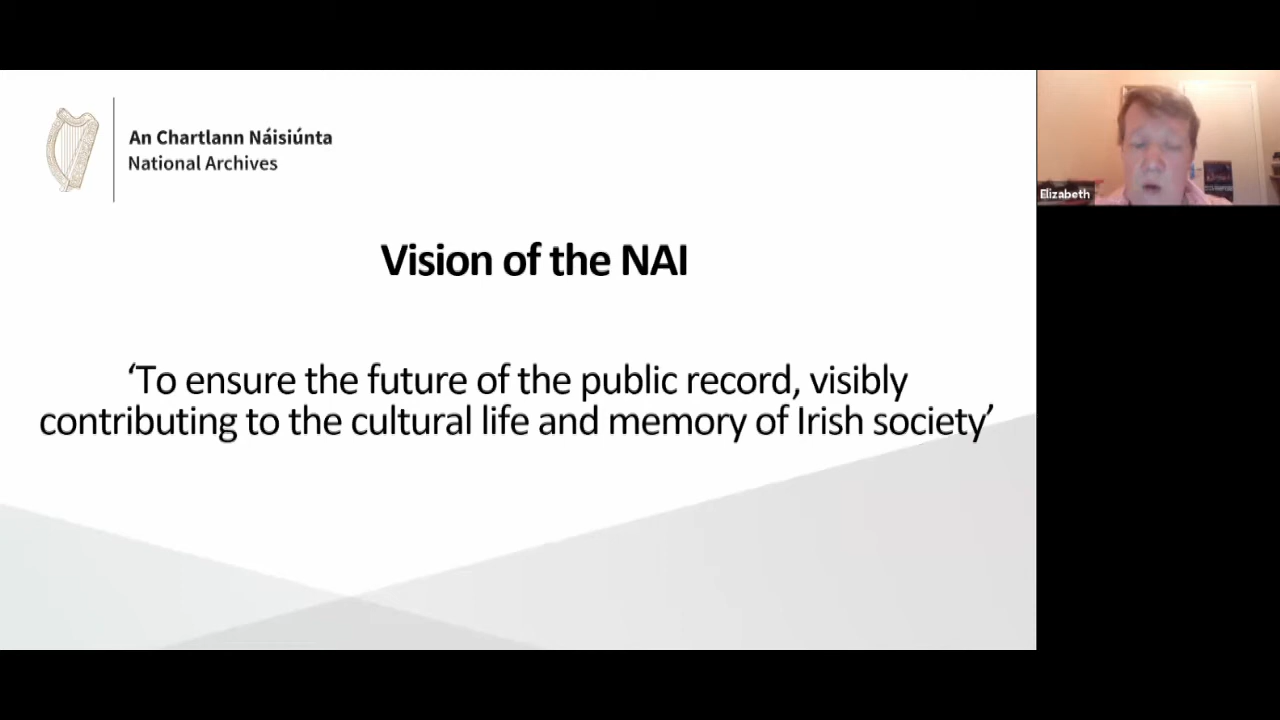 An Chartlann Náisiúnta
National Archives
Vision of the NAI
‘To ensure the future of the public record, visibly
contributing to the cultural life and memory of Irish society’
Elizabeth